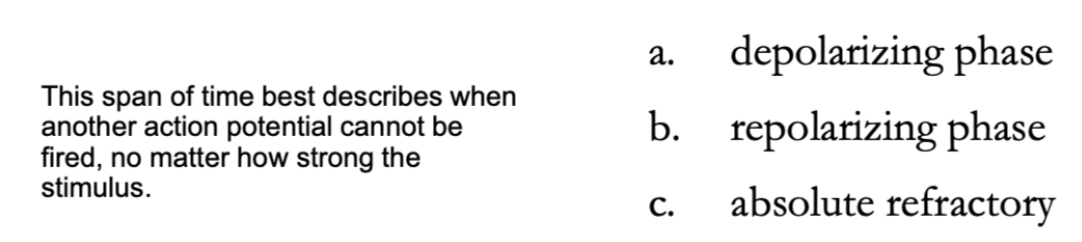 This span of time best describes when
another action potential cannot be
fired, no matter how strong the
stimulus.
a. depolarizing phase
b. repolarizing phase
c. absolute refractory